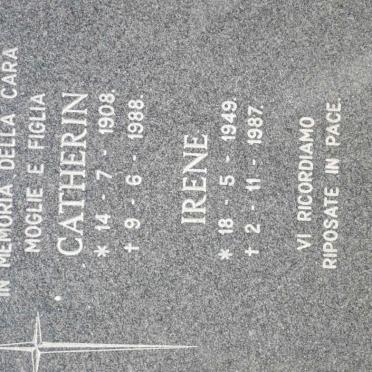 IN MEMORIA DELLA CARA
MOGLIE E FIGLIA
CATHERIN
* 14 - 7 - 1908.
† 9 - 6 - 1988.
IRENE
* 18 - 5 - 1949.
† 2 - 11 - 1987.
VI RICORDIAMO
RIPOSATE IN PACE.